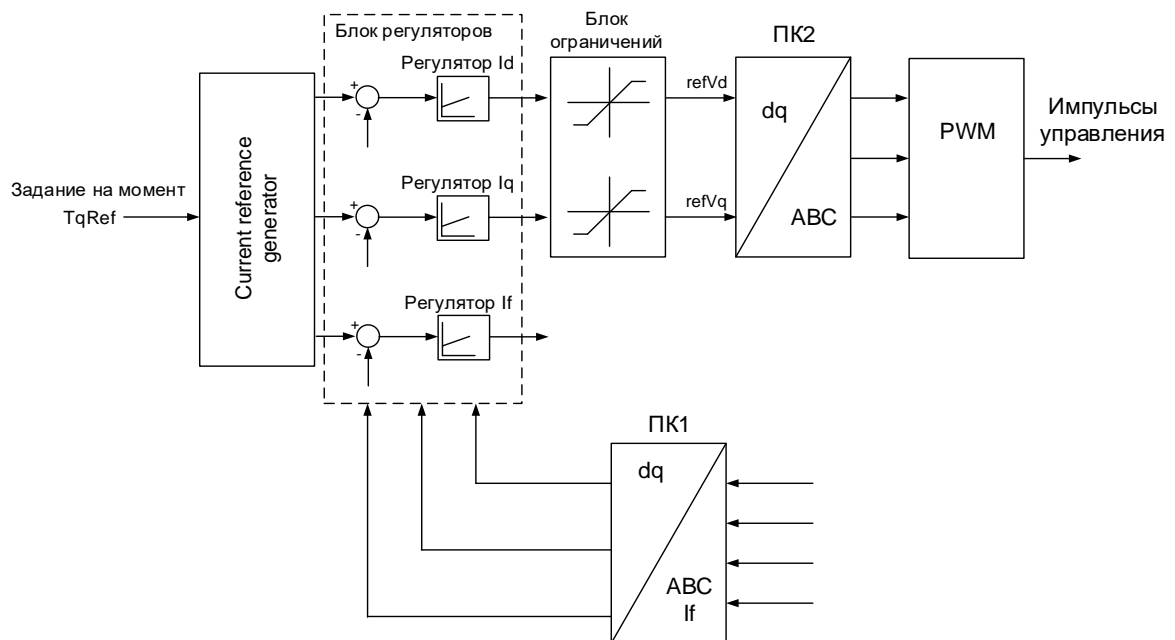 Блок регуляторов
Блок
ограничений
ПК2
Регулятор Id
+
-
refVd
dq
PWM
Импульсы
управления
Задание на момент
TqRef
Current reference
generator
Регулятор Iq
+
-
refVq
ABC
Регулятор If
+
-
ПК1
dq
ABC
If